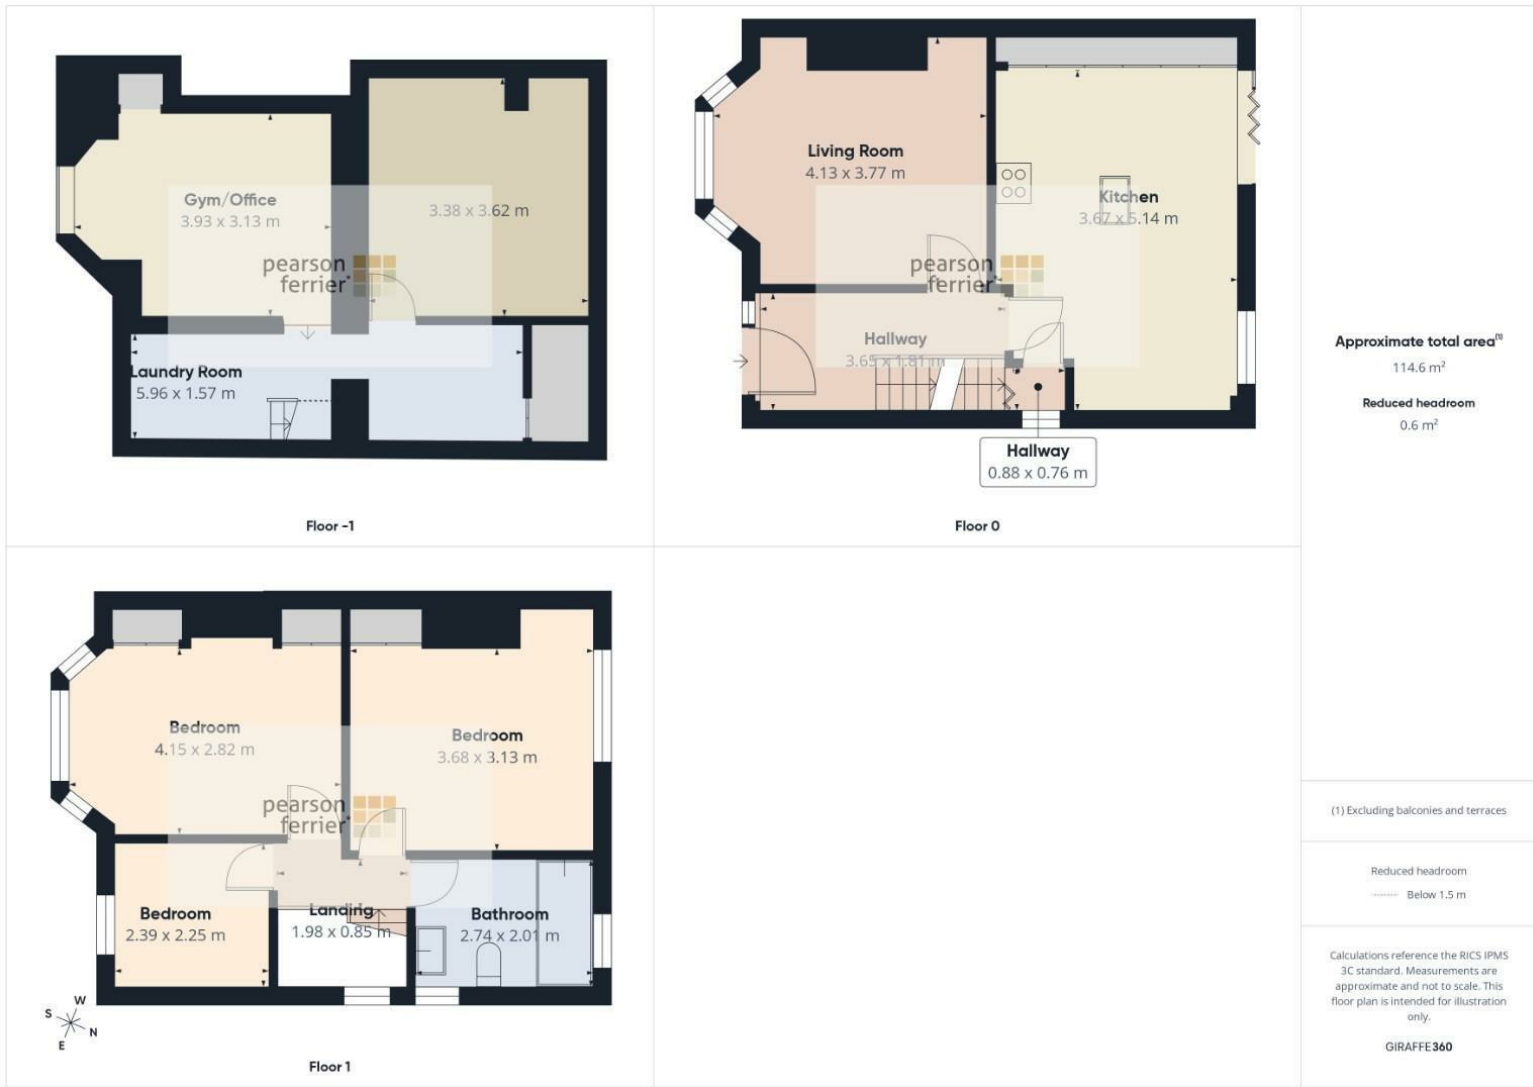 Gym/Office
3.93 x 3.13 m
3.38 x 3.62 m
pearson
ferrier
Laundry Room
5.96 x 1.57 m
Floor -1
Living Room
4.13 x 3.77 m
Kitchen
3.67 x 5.14 m
pearson
ferrier
Hallway
3.65 x 1.81 m
Hallway
0.88 x 0.76 m
Floor 0
Approximate total area(1)
114.6 m²
Reduced headroom
0.6 m²
Bedroom
4.15 x 2.82 m
Bedroom
3.68 x 3.13 m
pearson
ferrier
Bedroom
2.39 x 2.25 m
Landing
1.98 x 0.85 m
Bathroom
2.74 x 2.01 m
W
S
N
E
Floor 1
(1) Excluding balconies and terraces
Reduced headroom
Below 1.5 m
Calculations reference the RICS IPMS
3C standard. Measurements are
approximate and not to scale. This
floor plan is intended for illustration
only.
GIRAFFE360